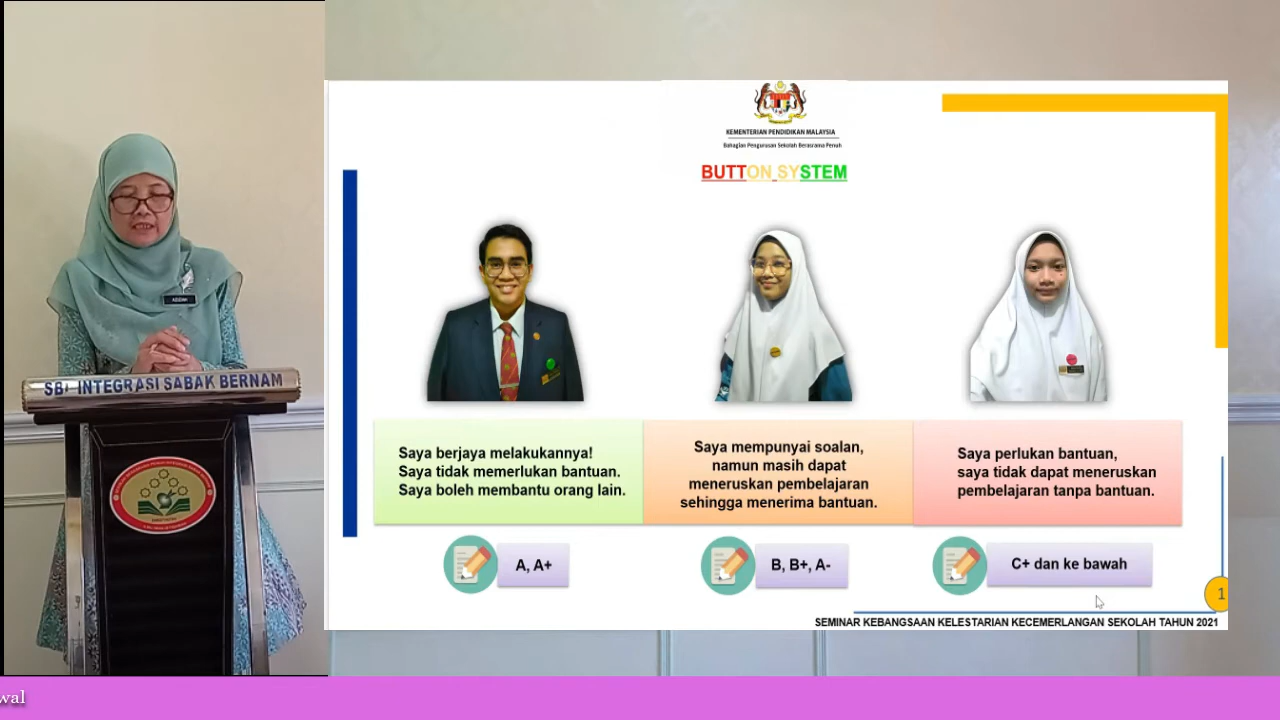 KEMENTERIAN PENDIDIKAN MALAYSIA
Bahagian Pengurusan Sekolah Berasrama Penuh
BUTTON SYSTEM
Saya berjaya melakukannya!
Saya tidak memerlukan bantuan.
Saya boleh membantu orang lain.
Saya mempunyai soalan,
namun masih dapat
meneruskan pembelajaran
sehingga menerima bantuan.
Saya perlukan bantuan,
saya tidak dapat meneruskan
pembelajaran tanpa bantuan.
A, A+
B, B+, A-
C+ dan ke bawah
1
SEMINAR KEBANGSAAN KELESTARIAN KECEMERLANGAN SEKOLAH TAHUN 2021
INTEGRASI SABAK BERNAM
wal